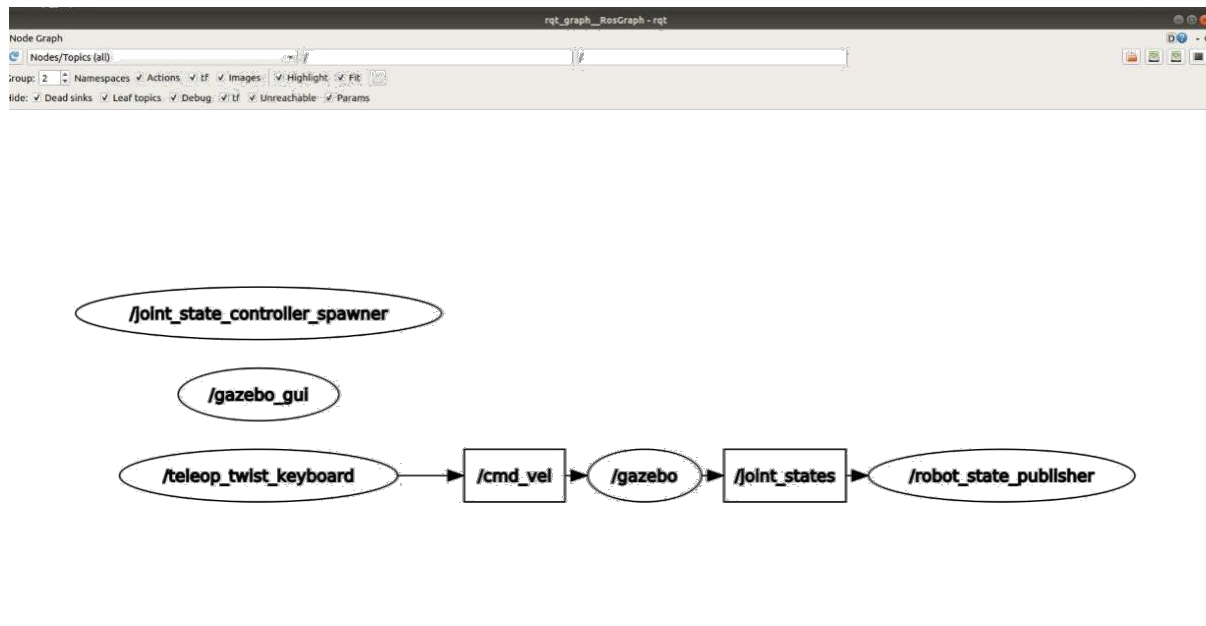 rqt_graph__RosGraph - rqt
Node Graph
D
Nodes/Topics (all) / /
roup: 2 Namespaces Actions tf Images Highlight Fit
Hide: Dead sinks Leaf topics Debug tf Unreachable Params
/joint_state_controller_spawner
/gazebo_gui
/teleop_twist_keyboard /cmd_vel /gazebo /joint_states /robot_state_publisher